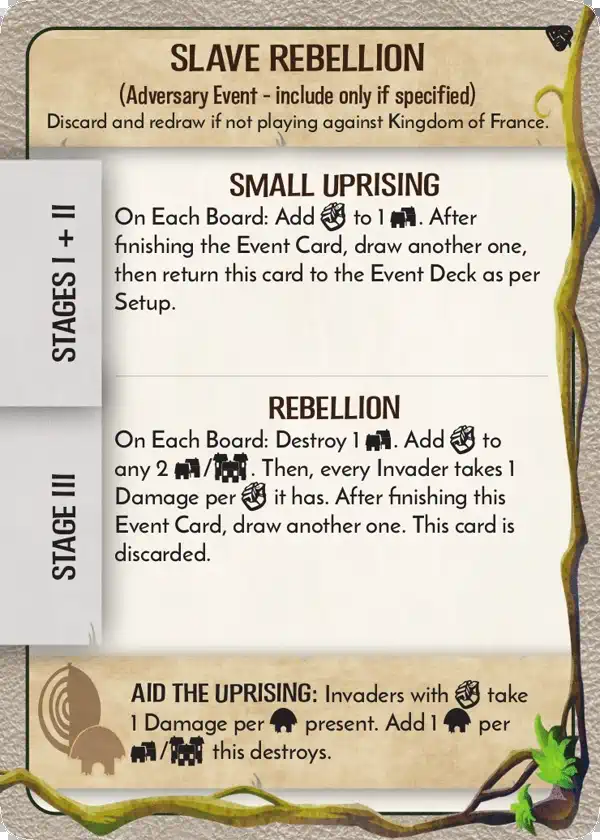 SLAVE REBELLION
(Adversary Event - include only if specified)
Discard and redraw if not playing against Kingdom of France.
STAGES I + II
SMALL UPRISING
On Each Board: Add to 1 . After
finishing the Event Card, draw another one,
then return this card to the Event Deck as per
Setup.
STAGE III
REBELLION
On Each Board: Destroy 1 . Add to
any 2 / . Then, every Invader takes 1
Damage per it has. After finishing this
Event Card, draw another one. This card is
discarded.
AID THE UPRISING: Invaders with take
1 Damage per present. Add 1 per
/ this destroys.